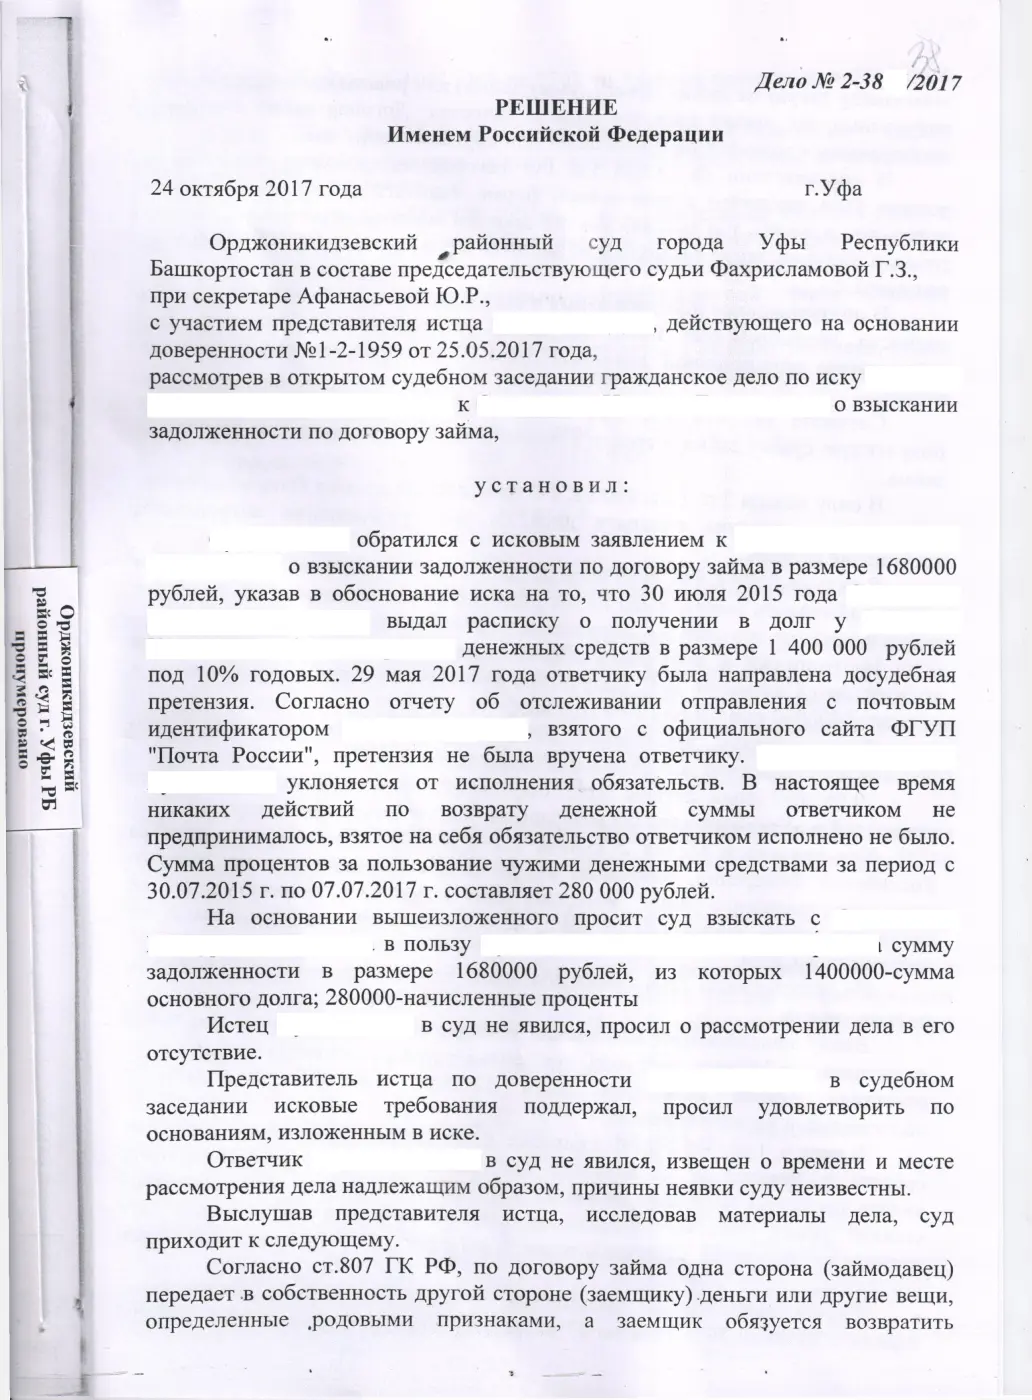 38
Дело № 2-38 /2017
РЕШЕНИЕ
Именем Российской Федерации
24 октября 2017 года г.Уфа
Орджоникидзевский районный суд города Уфы Республики
Башкортостан в составе председательствующего судьи Фахрисламовой Г.З.,
при секретаре Афанасьевой Ю.Р.,
с участием представителя истца , действующего на основании
доверенности №1-2-1959 от 25.05.2017 года,
рассмотрев в открытом судебном заседании гражданское дело по иску
к о взыскании
задолженности по договору займа,
установил:
обратился с исковым заявлением к
о взыскании задолженности по договору займа в размере 1680000
рублей, указав в обоснование иска на то, что 30 июля 2015 года
выдал расписку о получении в долг у
денежных средств в размере 1 400 000 рублей
под 10% годовых. 29 мая 2017 года ответчику была направлена досудебная
претензия. Согласно отчету об отслеживании отправления с почтовым
идентификатором , взятого с официального сайта ФГУП
"Почта России", претензия не была вручена ответчику.
уклоняется от исполнения обязательств. В настоящее время
никаких действий по возврату денежной суммы ответчиком не
предпринималось, взятое на себя обязательство ответчиком исполнено не было.
Сумма процентов за пользование чужими денежными средствами за период с
30.07.2015 г. по 07.07.2017 г. составляет 280 000 рублей.
На основании вышеизложенного просит суд взыскать с
в пользу сумму
задолженности в размере 1680000 рублей, из которых 1400000-сумма
основного долга; 280000-начисленные проценты
Истец в суд не явился, просил о рассмотрении дела в его
отсутствие.
Представитель истца по доверенности в судебном
заседании исковые требования поддержал, просил удовлетворить по
основаниям, изложенным в иске.
Ответчик в суд не явился, извещен о времени и месте
рассмотрения дела надлежащим образом, причины неявки суду неизвестны.
Выслушав представителя истца, исследовав материалы дела, суд
приходит к следующему.
Согласно ст.807 ГК РФ, по договору займа одна сторона (займодавец)
передает в собственность другой стороне (заемщику) деньги или другие вещи,
определенные родовыми признаками, а заемщик обязуется возвратить
Орджоникидзевский
районный суд г. Уфы РБ
пронумеровано